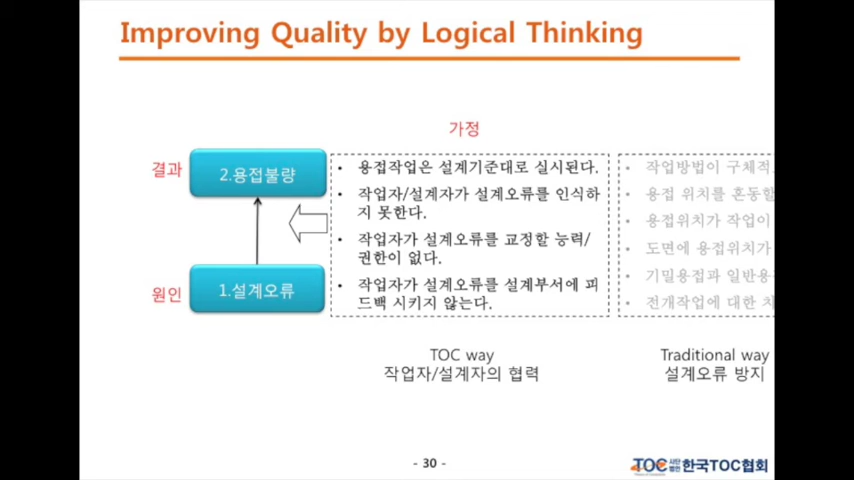 Improving Quality by Logical Thinking
가정
결과
2.용접불량
원인
1.설계오류
• 용접작업은 설계기준대로 실시된다.
• 작업자/설계자가 설계오류를 인식하
지 못한다.
• 작업자가 설계오류를 교정할 능력/
권한이 없다.
• 작업자가 설계오류를 설계부서에 피
드백 시키지 않는다.
• 작업방법이 구체적
• 용접 위치를 혼동할
• 용접위치가 작업이
• 도면에 용접위치가
• 기밀용접과 일반용
• 전개작업에 대한
TOC way
작업자/설계자의 협력
Traditional way
설계오류 방지
- 30 -
TOC 사단법인 한국TOC협회